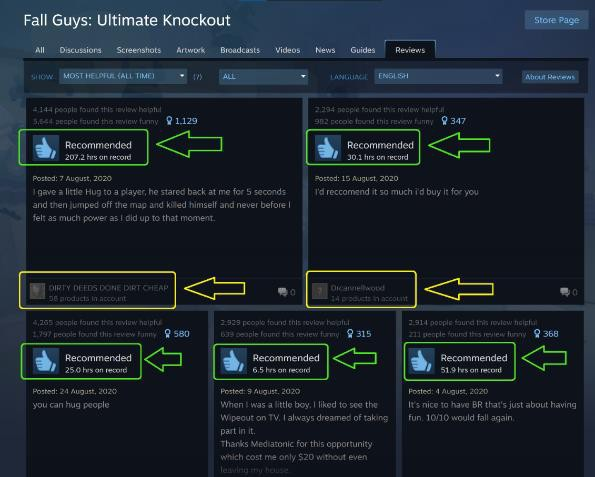 Fall Guys: Ultimate Knockout
Store Page
All Discussions Screenshots Artwork Broadcasts Videos News Guides Reviews
SHOW MOST HELPFUL (ALL TIME) (?) ALL LANGUAGE ENGLISH About Reviews
4,144 people found this review helpful
5,644 people found this review funny 1,129
Recommended
207.2 hrs on record
Posted: 7 August, 2020
I gave a little Hug to a player, he stared back at me for 5 seconds
and then jumped off the map and killed himself and never before I
felt as much power as I did up to that moment.
DIRTY DEEDS DONE DIRT CHEAP
58 products in account
0
2,294 people found this review helpful
982 people found this review funny 347
Recommended
30.1 hrs on record
Posted: 15 August, 2020
I'd reccomend it so much i'd buy it for you
Dicannellwood
14 products in account
0
4,265 people found this review helpful
1,797 people found this review funny 580
Recommended
25.0 hrs on record
Posted: 24 August, 2020
you can hug people
2,929 people found this review helpful
639 people found this review funny 315
Recommended
6.5 hrs on record
Posted: 9 August, 2020
When I was a little boy, I liked to see the
Wipeout on TV. I always dreamed of taking
part in it.
Thanks Mediatonic for this opportunity
which cost me only $20 without even
leaving my house.
2,914 people found this review helpful
211 people found this review funny 368
Recommended
51.9 hrs on record
Posted: 4 August, 2020
It's nice to have BR that's just about having
fun. 10/10 would fall again.